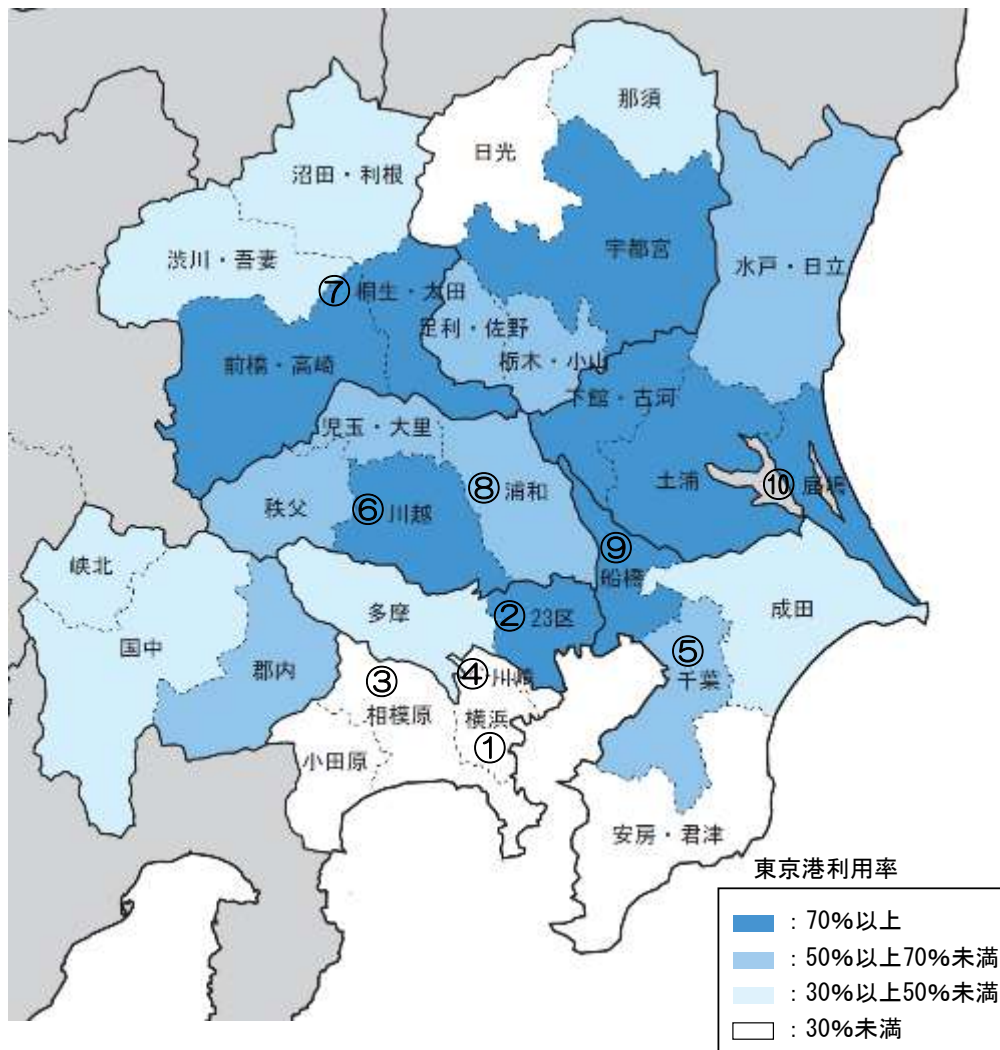 那須
日光
沼田・利根
宇都宮
渋川・吾妻
水戸・日立
⑦桐生・太田
足利・佐野
前橋・高崎
栃木・小山
下館・古河
児玉・大里
土浦
⑩鹿嶋
⑧浦和
秩父
⑥川越
⑨
船橋
峡北
多摩
②23区
成田
国中
郡内
⑤
千葉
③
④
川崎
相模原
横浜
①
小田原
安房・君津
東京港利用率
：70%以上
：50%以上70%未満
：30%以上50%未満
：30%未満